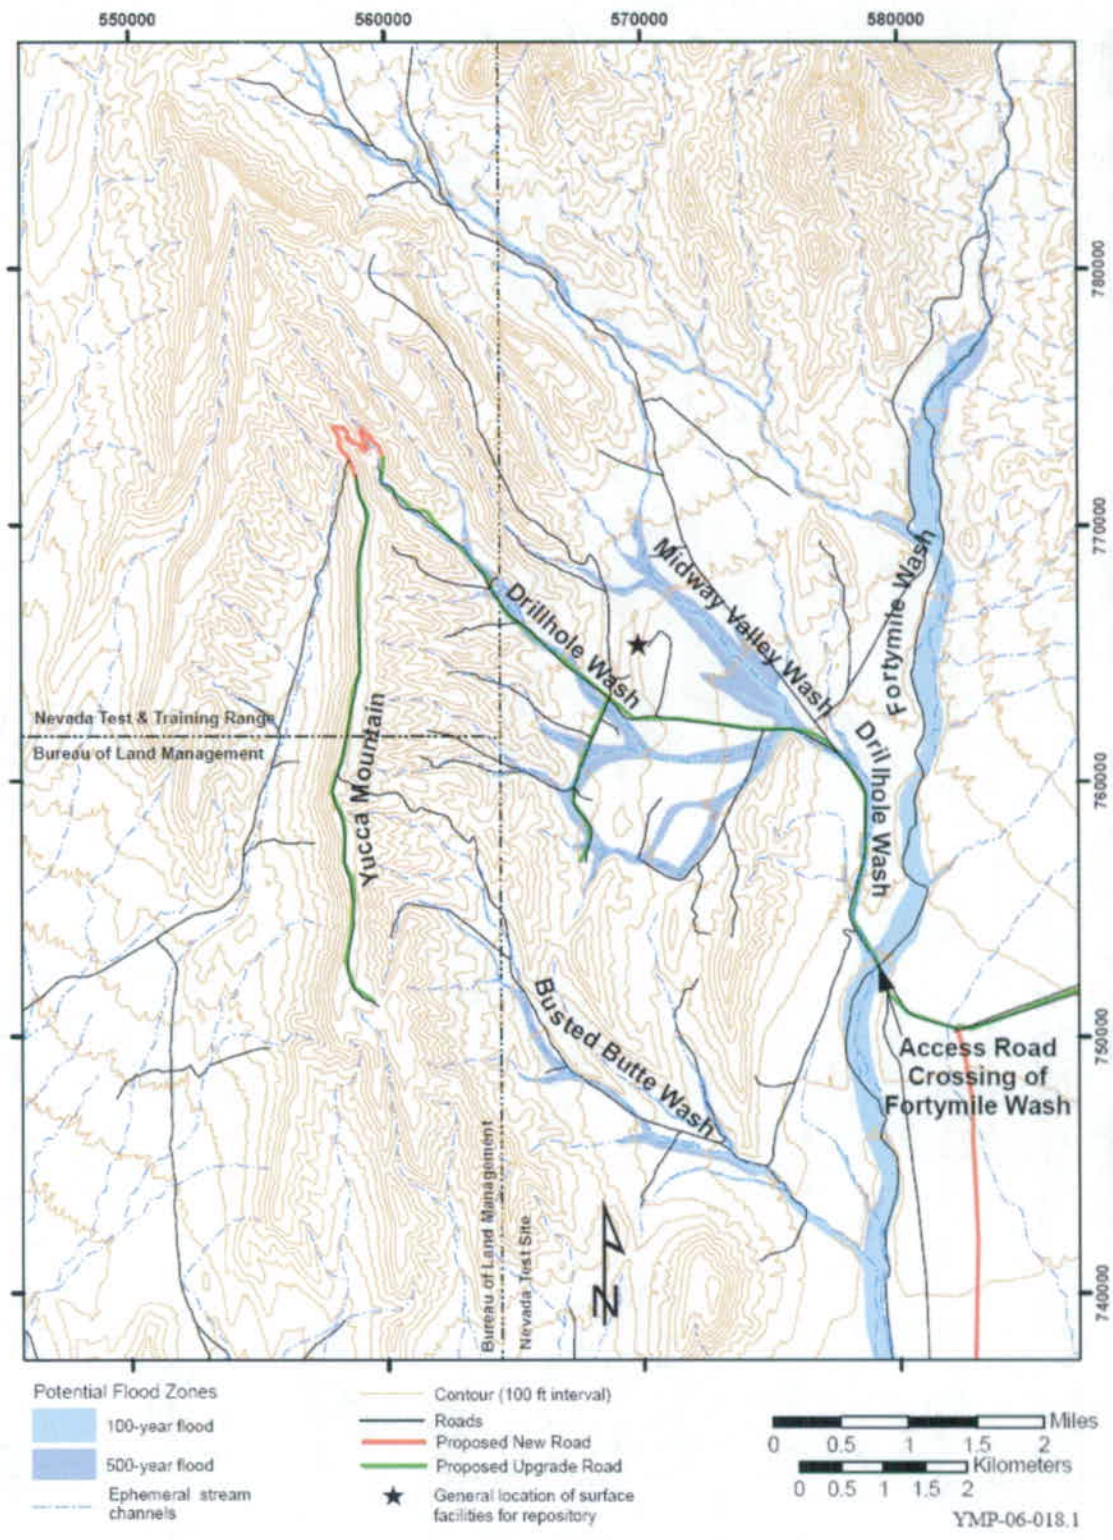 550000
560000
570000
580000
780000
770000
760000
750000
740000
Midway Valley Wash
Fortymile Wash
Drillhole Wash
Drillhole Wash
Nevada Test & Training Range
Bureau of Land Management
Yucca Mountain
Busted Butte Wash
Access Road
Crossing of
Fortymile Wash
Bureau of Land Management
Nevada Test Site
N
Potential Flood Zones
100-year flood
500-year flood
Ephemeral stream
channels
Contour (100 ft interval)
Roads
Proposed New Road
Proposed Upgrade Road
General location of surface
facilities for repository
Miles
0 0.5 1 1.5 2
Kilometers
0 0.5 1 1.5 2
YMP-06-018.1